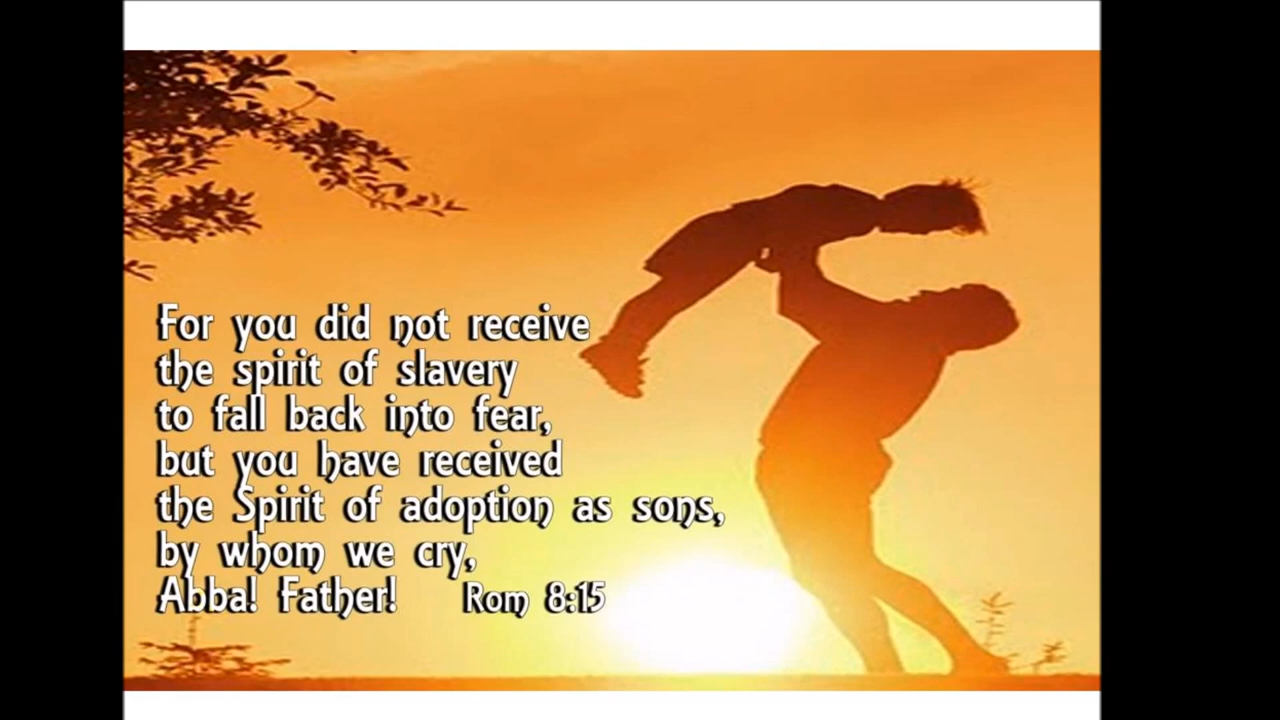 For you did not receive
the spirit of slavery
to fall back into fear,
but you have received
the Spirit of adoption as sons,
by whom we cry,
Abba! Father! Rom 8:15